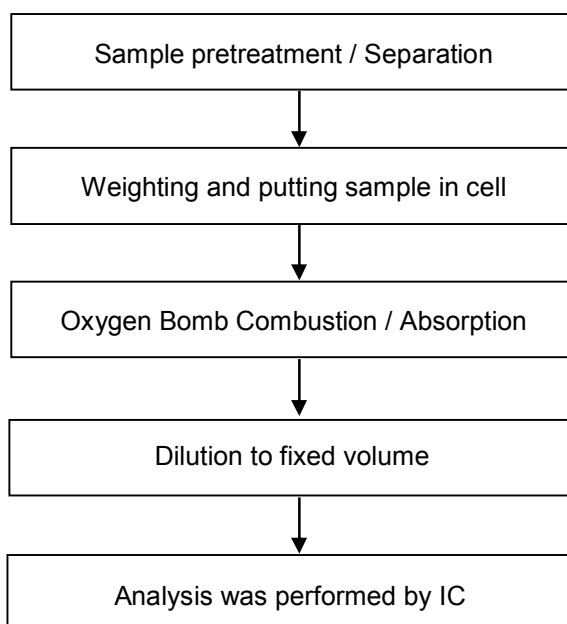 Sample pretreatment / Separation
Weighting and putting sample in cell
Oxygen Bomb Combustion / Absorption
Dilution to fixed volume
Analysis was performed by IC